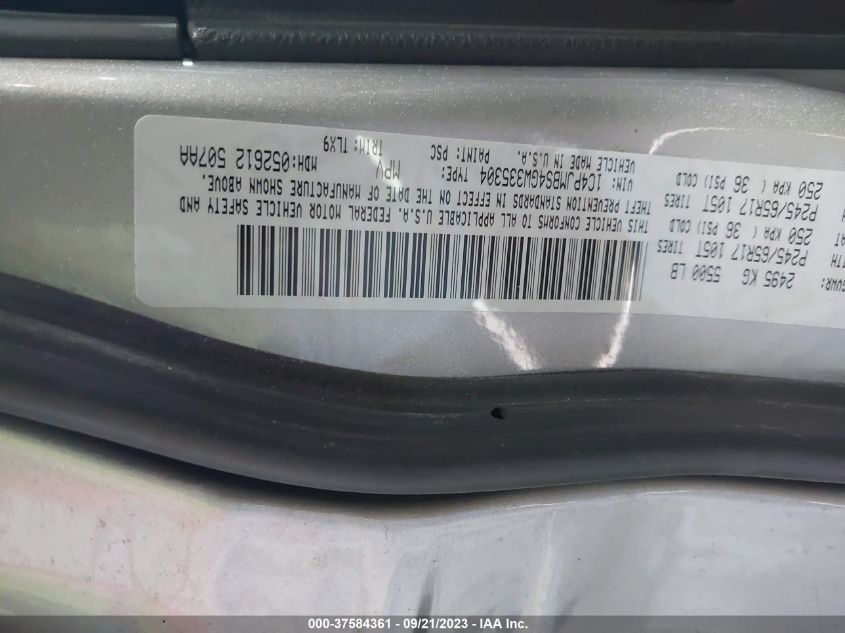 GVWR: 2495 KG 5500 LB
P245/65R17 105T TIRES
250 KPA ( 36 PSI) COLD
P245/65R17 105T TIRES
250 KPA ( 36 PSI) COLD
THIS VEHICLE CONFORMS TO ALL APPLICABLE U.S.A. FEDERAL MOTOR VEHICLE SAFETY AND
THEFT PREVENTION STANDARDS IN EFFECT ON THE DATE OF MANUFACTURE SHOWN ABOVE.
VIN: 1C4PJMBS4GW355304 TYPE: MPV MDH:052612 507AA
VEHICLE MADE IN U.S.A. PAINT: PSC TRIM: TLX9
000-37584361 - 09/21/2023 - IAA Inc.